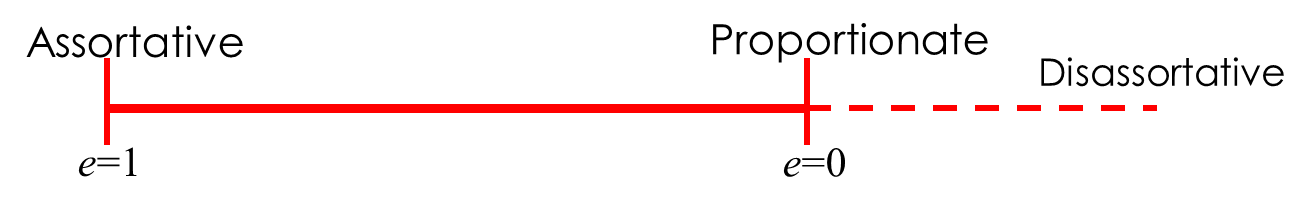 Assortative
Proportionate
Disassortative
e=1
e=0